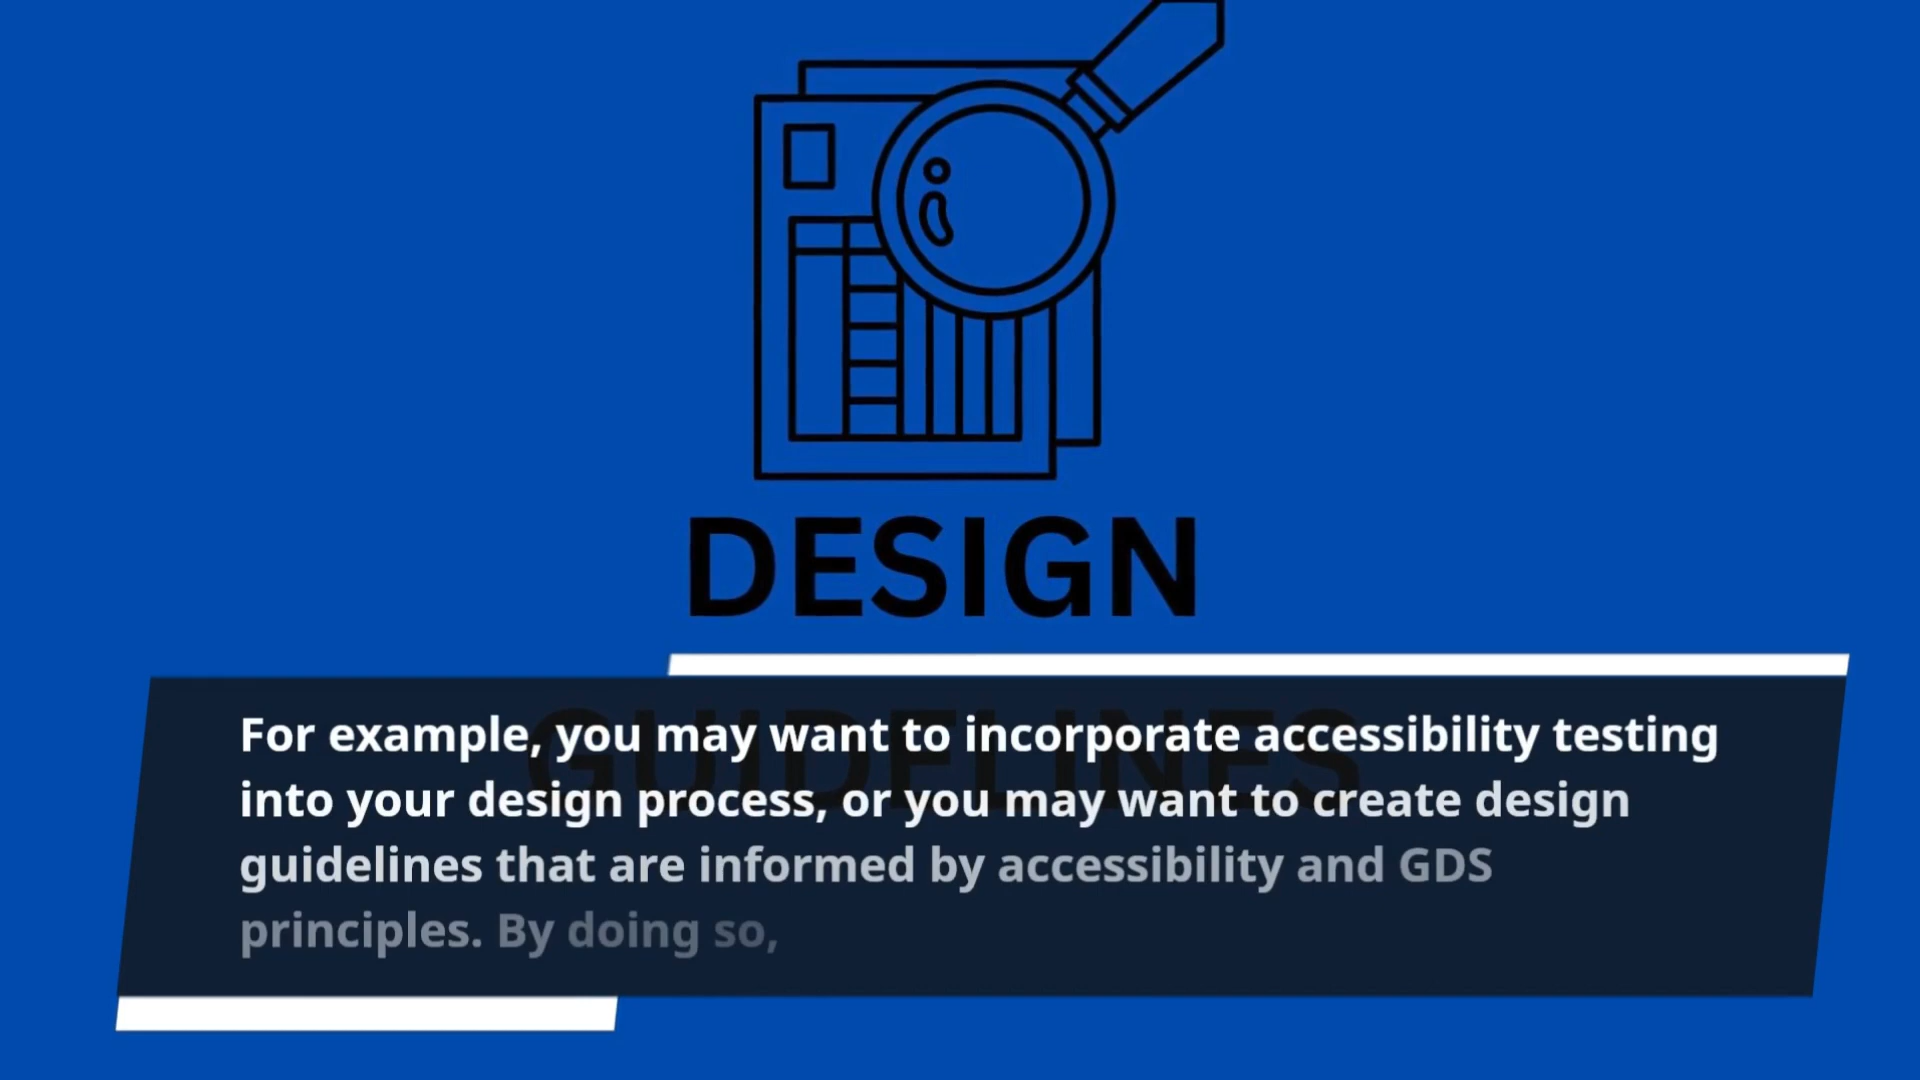 DESIGN
GUIDELINES
For example, you may want to incorporate accessibility testing
into your design process, or you may want to create design
guidelines that are informed by accessibility and GDS
principles. By doing so,